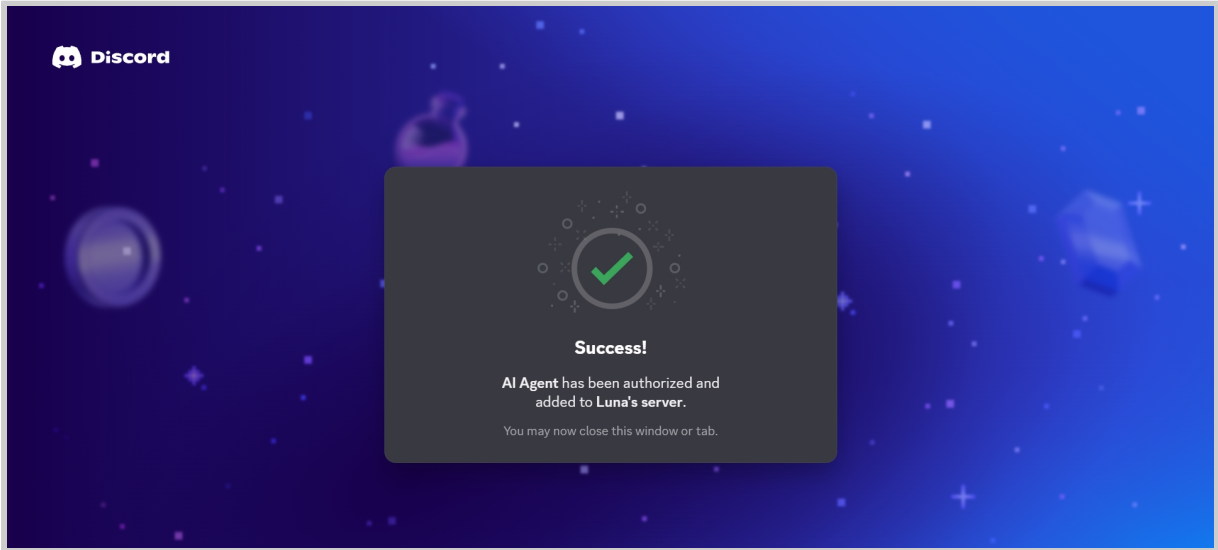 Discord
Success!
AI Agent has been authorized and
added to Luna's server.
You may now close this window or tab.